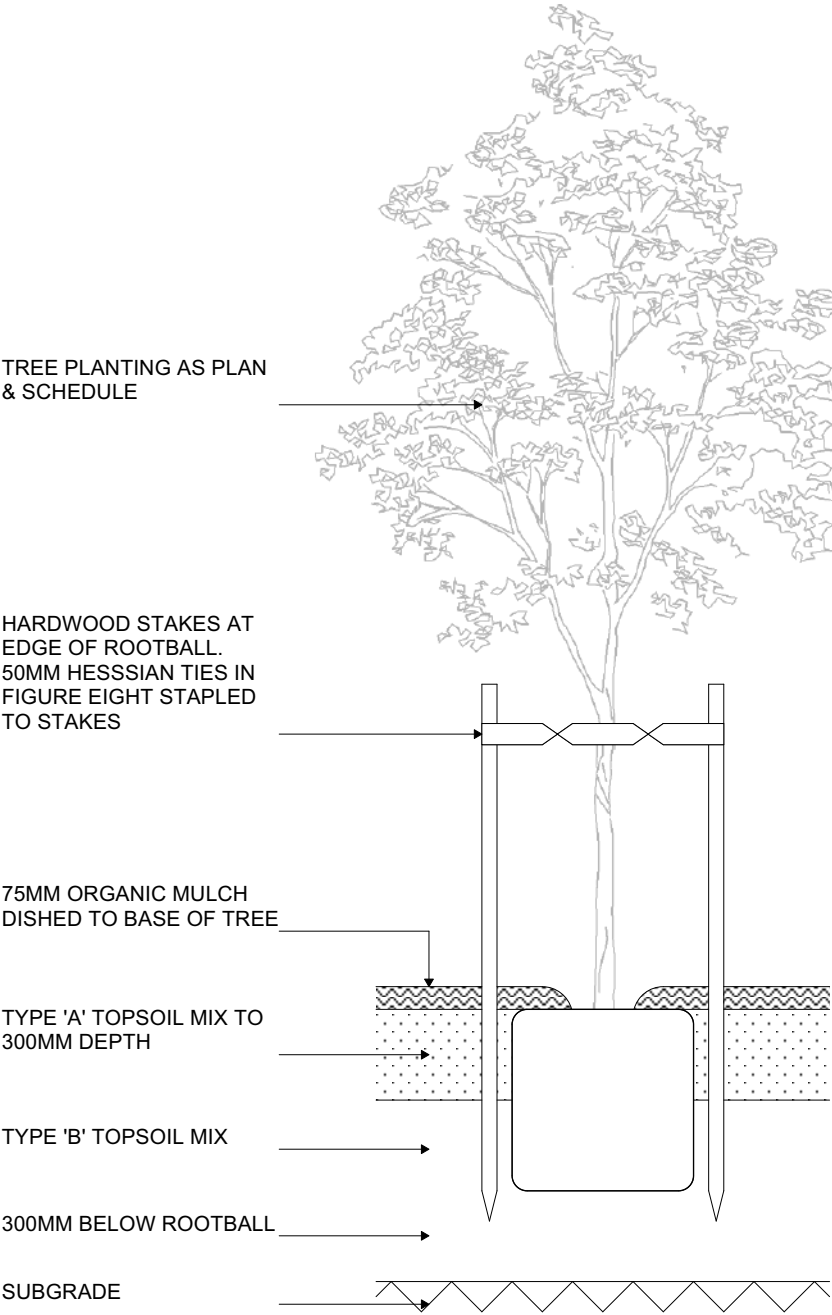 TREE PLANTING AS PLAN
& SCHEDULE
HARDWOOD STAKES AT
EDGE OF ROOTBALL.
50MM HESSSIAN TIES IN
FIGURE EIGHT STAPLED
TO STAKES
75MM ORGANIC MULCH
DISHED TO BASE OF TREE
TYPE 'A' TOPSOIL MIX TO
300MM DEPTH
TYPE 'B' TOPSOIL MIX
300MM BELOW ROOTBALL
SUBGRADE